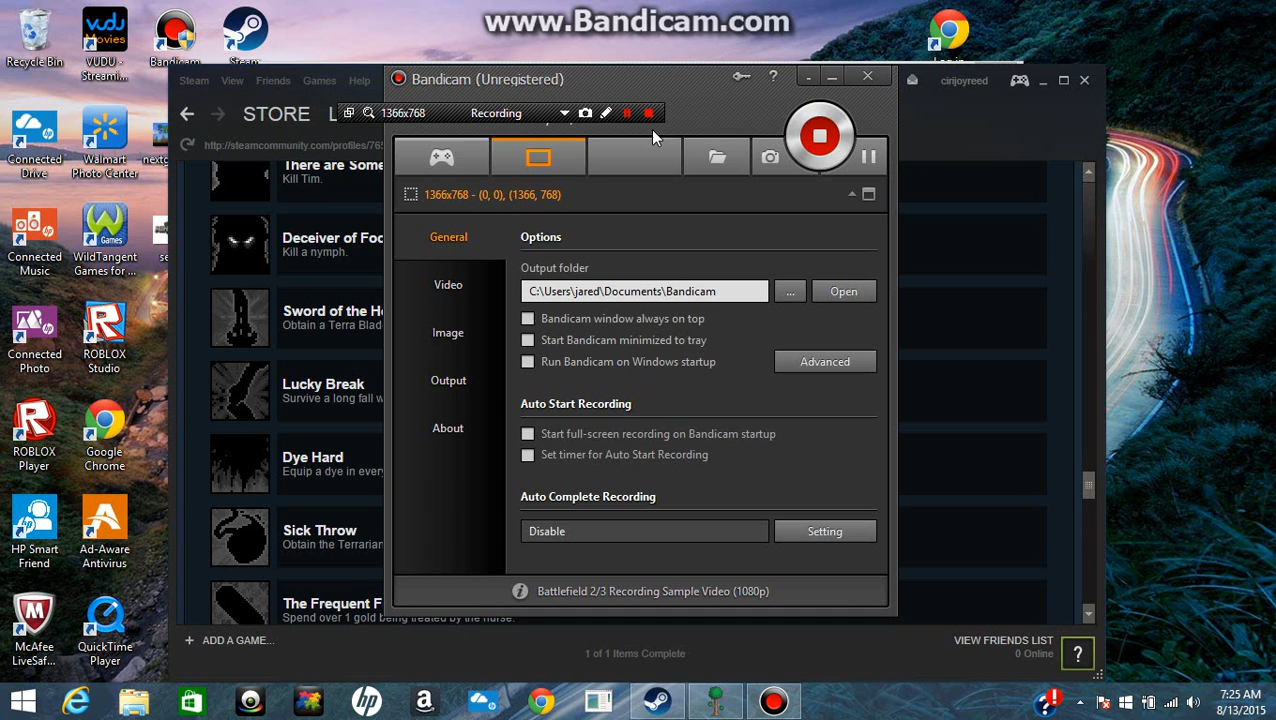 www.Bandicam.com
Recycle Bin
VUDU - Streami...
Bandicam
Steam
vudu Movies
Steam View Friends Games Help
Bandicam (Unregistered)
cirijoyreed
STORE L
1366x768 Recording
http://steamcommunity.com/profiles/765
1366x768 - (0, 0), (1366, 768)
Connected Drive
Walmart Photo Center
Connected Music
WildTangent Games for ...
Connected Photo
ROBLOX Studio
ROBLOX Player
Google Chrome
HP Smart Friend
Ad-Aware Antivirus
McAfee LiveSaf...
QuickTime Player
There are Some
Kill Tim.
Deceiver of Foo
Kill a nymph.
Sword of the He
Obtain a Terra Blad
Lucky Break
Survive a long fall w
Dye Hard
Equip a dye in every
Sick Throw
Obtain the Terrarian
The Frequent F
Spend over 1 gold being treated by the nurse.
General
Video
Image
Output
About
Options
Output folder
C:\Users\jared\Documents\Bandicam
...
Open
Bandicam window always on top
Start Bandicam minimized to tray
Run Bandicam on Windows startup
Advanced
Auto Start Recording
Start full-screen recording on Bandicam startup
Set timer for Auto Start Recording
Auto Complete Recording
Disable
Setting
Battlefield 2/3 Recording Sample Video (1080p)
ADD A GAME...
1 of 1 Items Complete
VIEW FRIENDS LIST
0 Online
?
7:25 AM
8/13/2015